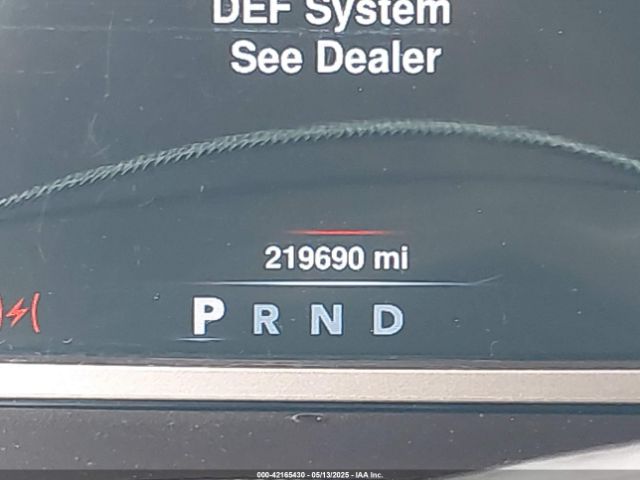 DEF System
See Dealer
219690 mi
P R N D
000-42165430 - 05/13/2025 - IAA Inc.